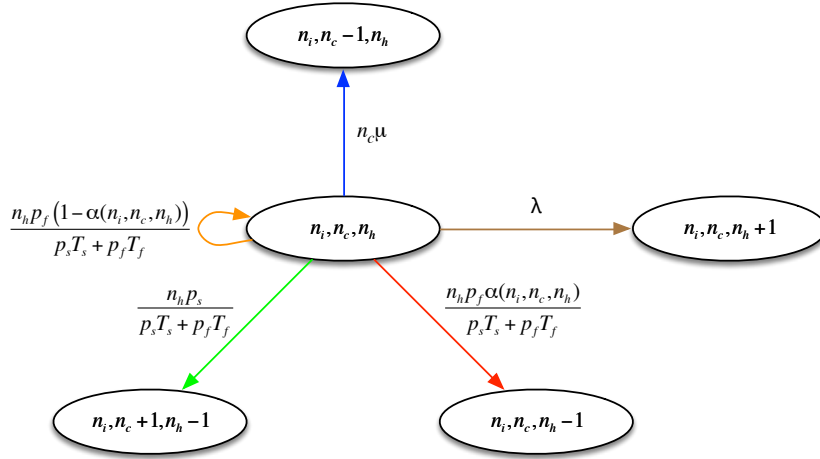 n_i, n_c − 1, n_h
n_c μ
n_h p_f (1 − α(n_i, n_c, n_h))
p_s T_s + p_f T_f
n_i, n_c, n_h
λ
n_i, n_c, n_h + 1
n_h p_s
p_s T_s + p_f T_f
n_h p_f α(n_i, n_c, n_h)
p_s T_s + p_f T_f
n_i, n_c + 1, n_h − 1
n_i, n_c, n_h − 1